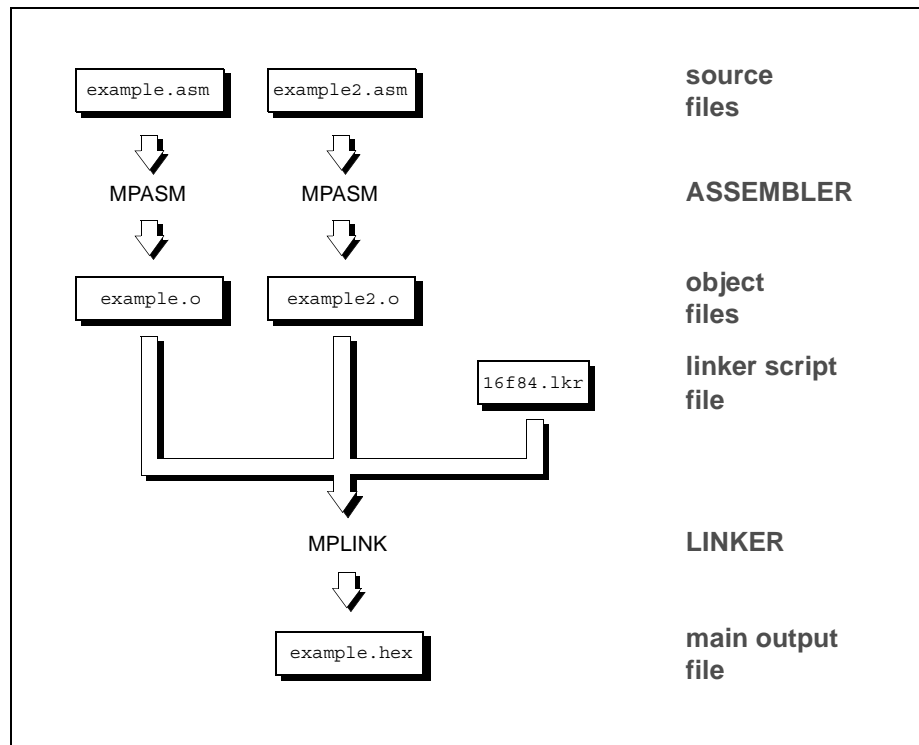 example.asm example2.asm source
files
MPASM MPASM ASSEMBLER
example.o example2.o object
files
16f84.lkr linker script
file
MPLINK LINKER
example.hex main output
file